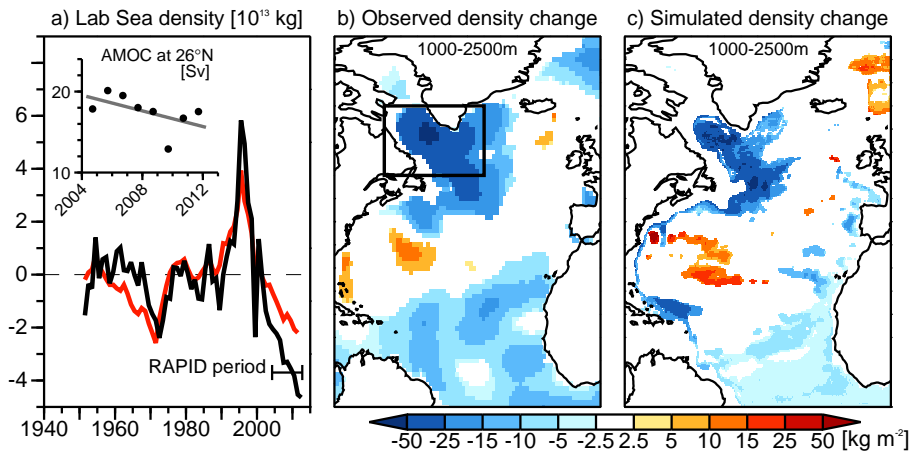 a) Lab Sea density [10¹³ kg]
b) Observed density change
c) Simulated density change
AMOC at 26°N
[Sv]
20
10
2004
2008
2012
6
4
2
0
-2
-4
RAPID period
1940
1960
1980
2000
1000-2500m
1000-2500m
-50 -25 -15 -10 -5 -2.5 2.5 5 10 15 25 50 [kg m⁻²]